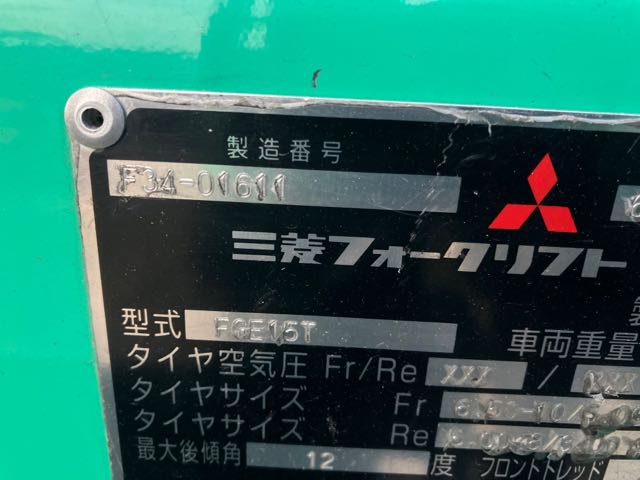 製造番号
F34-01611
三菱フォークリフト
型式 FGE15T
車両重量
タイヤ空気圧 Fr/Re XXX / XXX
タイヤサイズ Fr
タイヤサイズ Re
最大後傾角 12 度 フロントトレッド